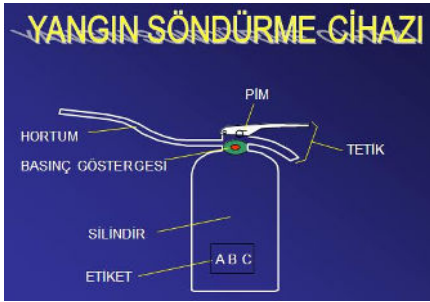 YANGIN SÖNDÜRME CİHAZI
PİM
HORTUM
TETİK
BASINÇ GÖSTERGESİ
SİLİNDİR
A B C
ETİKET